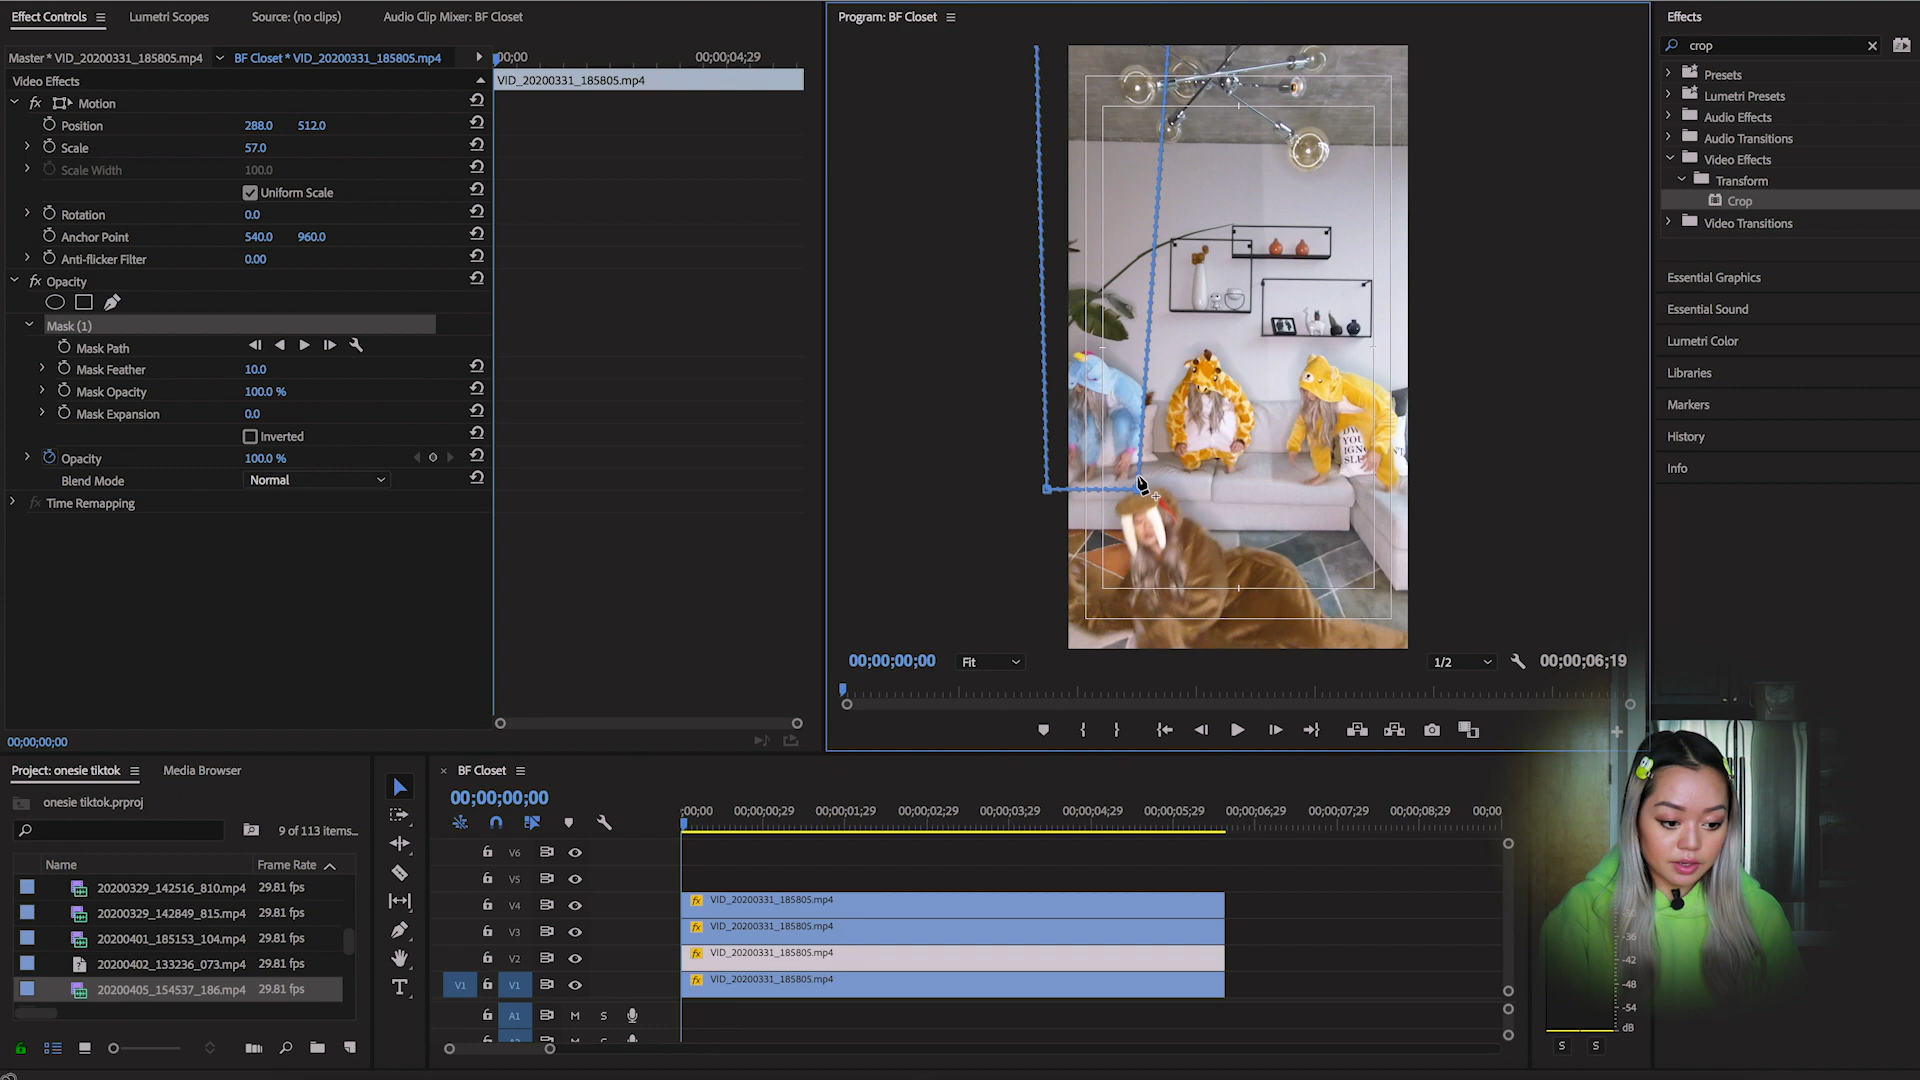 Effect Controls
Lumetri Scopes
Source: (no clips)
Audio Clip Mixer: BF Closet
Master * VID_20200331_185805.mp4
BF Closet * VID_20200331_185805.mp4
00;00
00;00;04;29
Video Effects
VID_20200331_185805.mp4
fx Motion
Position 288.0 512.0
Scale 57.0
Scale Width 100.0
Uniform Scale
Rotation 0.0
Anchor Point 540.0 960.0
Anti-flicker Filter 0.00
fx Opacity
Mask (1)
Mask Path
Mask Feather 10.0
Mask Opacity 100.0 %
Mask Expansion 0.0
Inverted
Opacity 100.0 %
Blend Mode Normal
fx Time Remapping
00;00;00;00
Program: BF Closet
YOU
IGN
00;00;00;00
Fit
1/2
00;00;06;19
Effects
crop
Presets
Lumetri Presets
Audio Effects
Audio Transitions
Video Effects
Transform
Crop
Video Transitions
Essential Graphics
Essential Sound
Lumetri Color
Libraries
Markers
History
Info
Project: onesie tiktok
Media Browser
onesie tiktok.prproj
9 of 113 items...
Name Frame Rate
20200329_142516_810.mp4 29.81 fps
20200329_142849_815.mp4 29.81 fps
20200401_185153_104.mp4 29.81 fps
20200402_133236_073.mp4 29.81 fps
20200405_154537_186.mp4 29.81 fps
T
× BF Closet
00;00;00;00
;00;00 00;00;00;29 00;00;01;29 00;00;02;29 00;00;03;29 00;00;04;29 00;00;05;29 00;00;06;29 00;00;07;29 00;00;08;29 00;00
V6
V5
V4 fx VID_20200331_185805.mp4
V3 fx VID_20200331_185805.mp4
V2 fx VID_20200331_185805.mp4
V1 V1 fx VID_20200331_185805.mp4
A1 M S
-36
-42
-48
-54
dB
S S